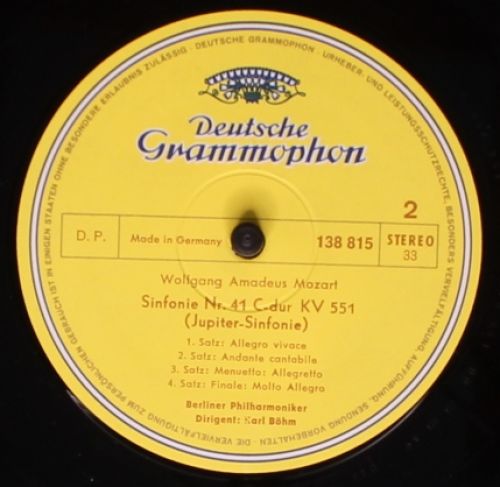 Deutsche
Grammophon
2
D. P.
Made in Germany
138 815
STEREO
33
Wolfgang Amadeus Mozart
Sinfonie Nr. 41 C-dur KV 551
(Jupiter-Sinfonie)
1. Satz: Allegro vivace
2. Satz: Andante cantabile
3. Satz: Menuetto: Allegretto
4. Satz: Finale: Molto Allegro
Berliner Philharmoniker
Dirigent: Karl Böhm
DEUTSCHE GRAMMOPHON · URHEBER- UND LEISTUNGSSCHUTZRECHTE, BESONDERS VERVIELFÄLTIGUNG, AUFFÜHRUNG, SENDUNG VORBEHALTEN · DIE VERVIELFÄLTIGUNG ZUM PERSÖNLICHEN GEBRAUCH IST IN EINIGEN STAATEN OHNE BESONDERE ERLAUBNIS ZULÄSSIG ·